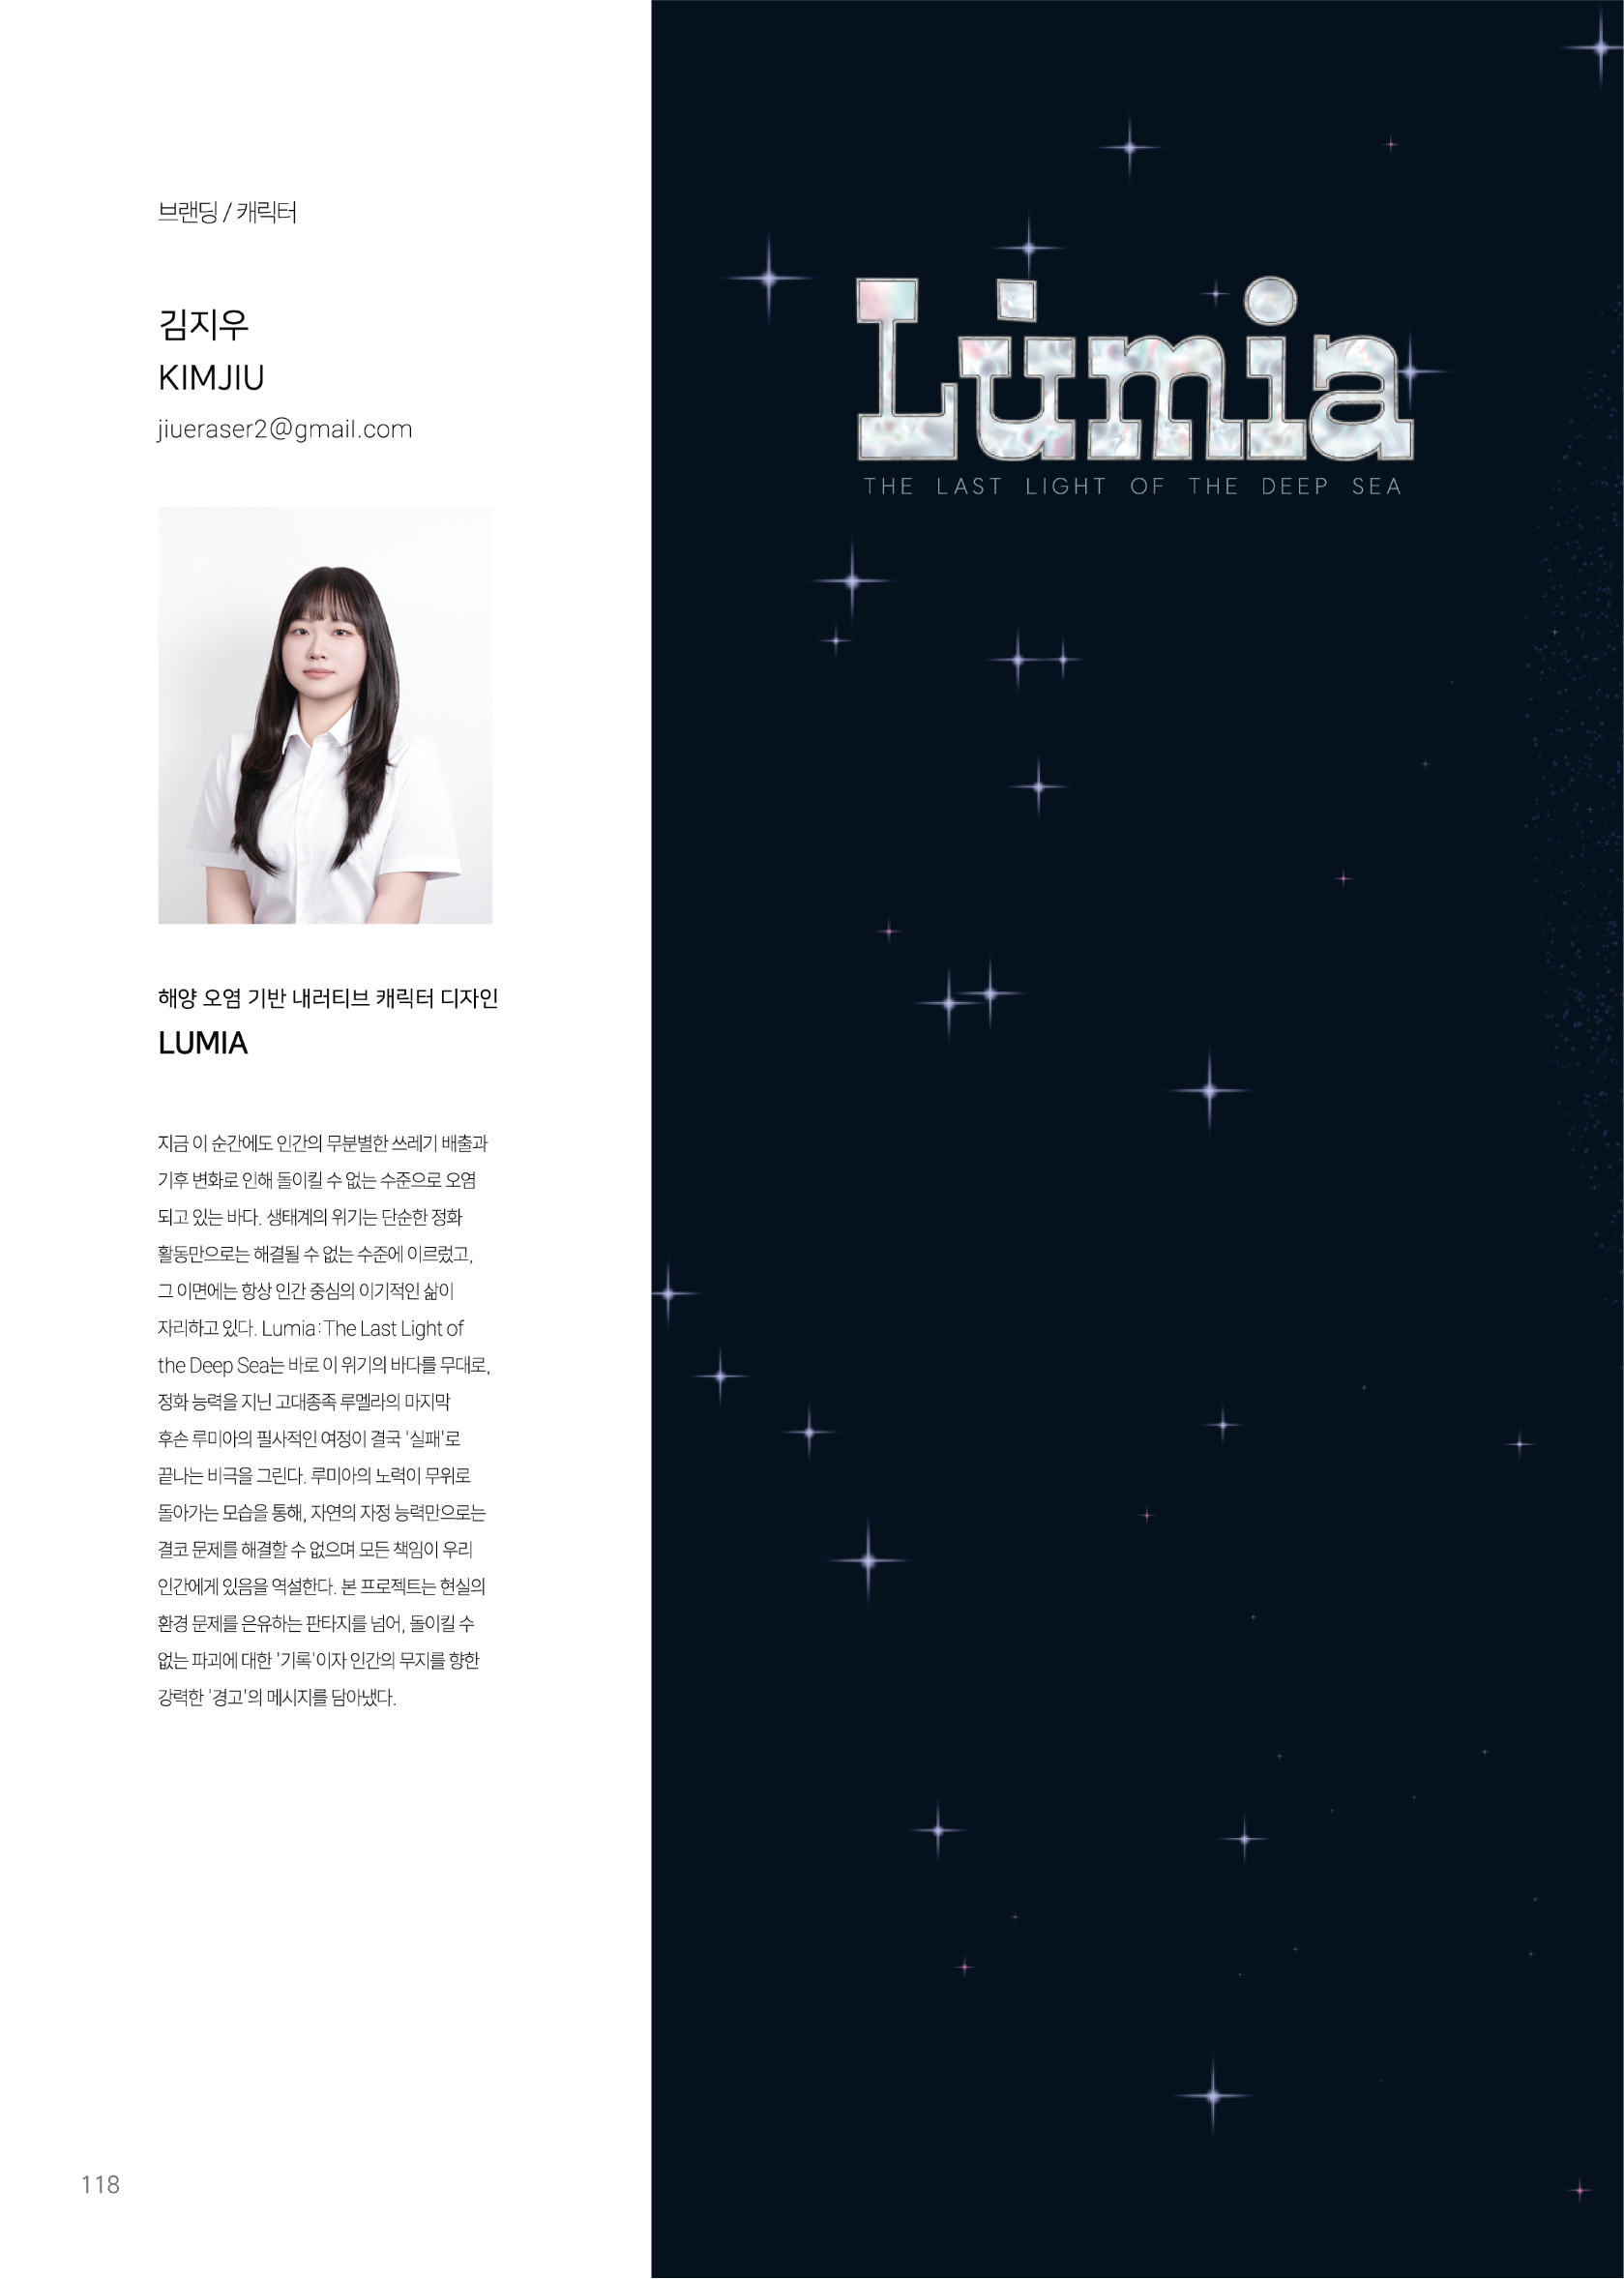 브랜딩 / 캐릭터
김지우
KIMJIU
jiueraser2@gmail.com
해양 오염 기반 내러티브 캐릭터 디자인
LUMIA
지금 이 순간에도 인간의 무분별한 쓰레기 배출과
기후 변화로 인해 돌이킬 수 없는 수준으로 오염
되고 있는 바다. 생태계의 위기는 단순한 정화
활동만으로는 해결될 수 없는 수준에 이르렀고,
그 이면에는 항상 인간 중심의 이기적인 삶이
자리하고 있다. Lumia:The Last Light of
the Deep Sea는 바로 이 위기의 바다를 무대로,
정화 능력을 지닌 고대종족 루멜라의 마지막
후손 루미아의 필사적인 여정이 결국 '실패'로
끝나는 비극을 그린다. 루미아의 노력이 무위로
돌아가는 모습을 통해, 자연의 자정 능력만으로는
결코 문제를 해결할 수 없으며 모든 책임이 우리
인간에게 있음을 역설한다. 본 프로젝트는 현실의
환경 문제를 은유하는 판타지를 넘어, 돌이킬 수
없는 파괴에 대한 '기록'이자 인간의 무지를 향한
강력한 '경고'의 메시지를 담아냈다.
118
Lumia
THE LAST LIGHT OF THE DEEP SEA